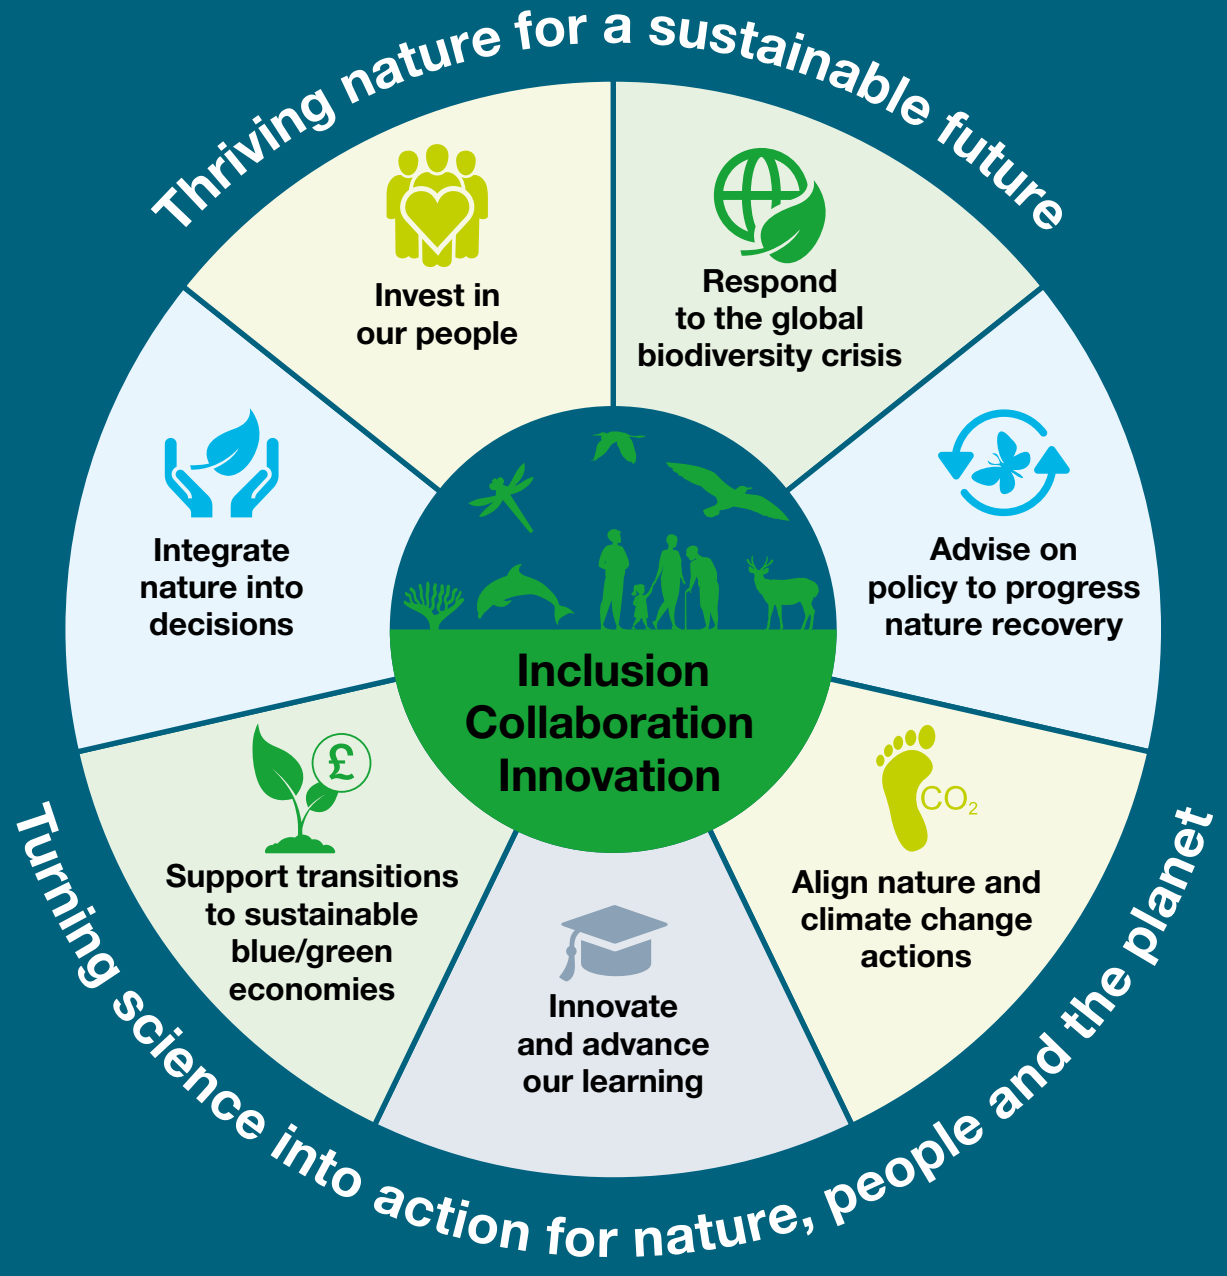 Thriving nature for a sustainable future
Invest in
our people
Respond
to the global
biodiversity crisis
Integrate
nature into
decisions
Advise on
policy to progress
nature recovery
Inclusion
Collaboration
Innovation
£
Support transitions
to sustainable
blue/green
economies
CO₂
Align nature and
climate change
actions
Innovate
and advance
our learning
Turning science into action for nature, people and the planet